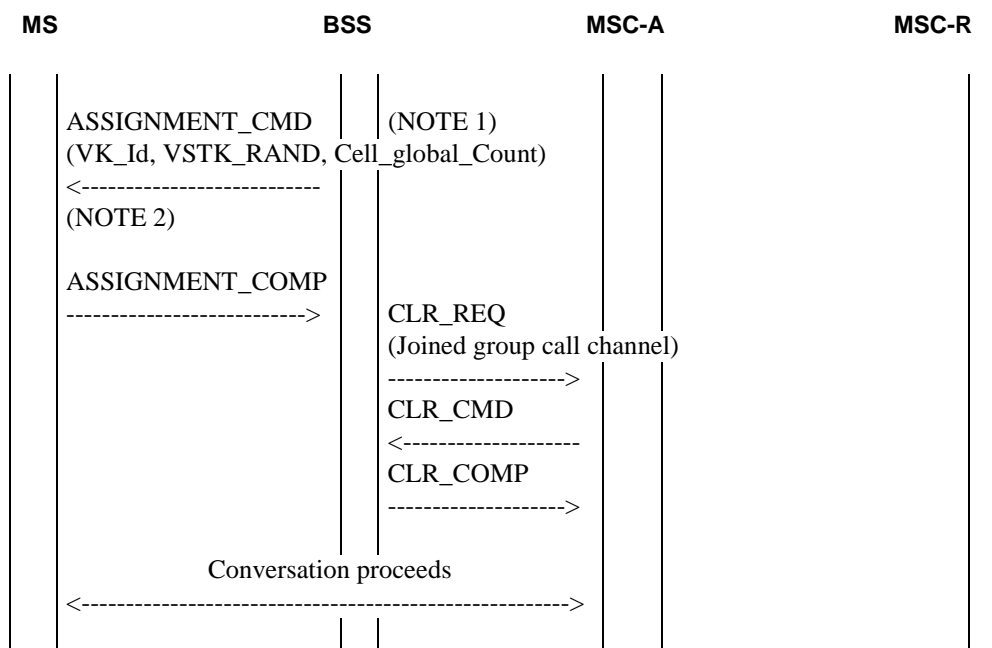 MS BSS MSC-A MSC-R
ASSIGNMENT_CMD (NOTE 1)
(VK_Id, VSTK_RAND, Cell_global_Count)
<---------------------------
(NOTE 2)
ASSIGNMENT_COMP
---------------------------> CLR_REQ
(Joined group call channel)
-------------------->
CLR_CMD
<--------------------
CLR_COMP
-------------------->
Conversation proceeds
<------------------------------------------------------->